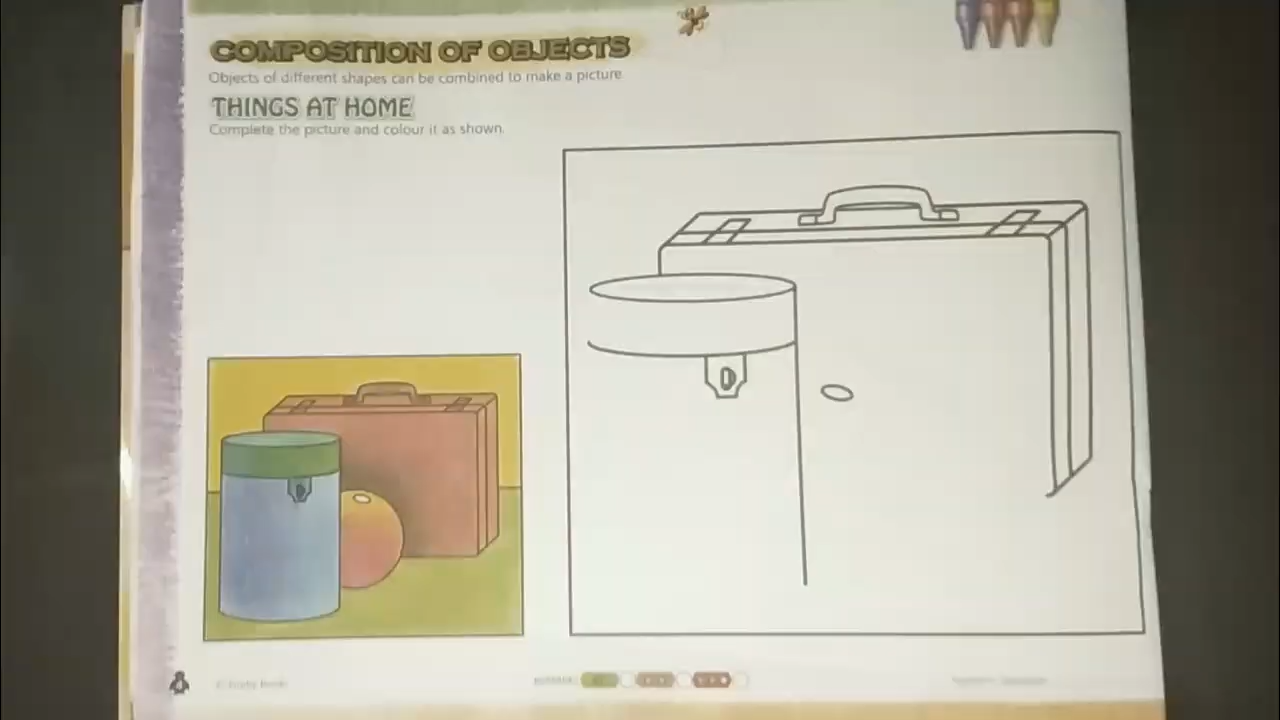 COMPOSITION OF OBJECTS
Objects of different shapes can be combined to make a picture.
THINGS AT HOME
Complete the picture and colour it as shown.